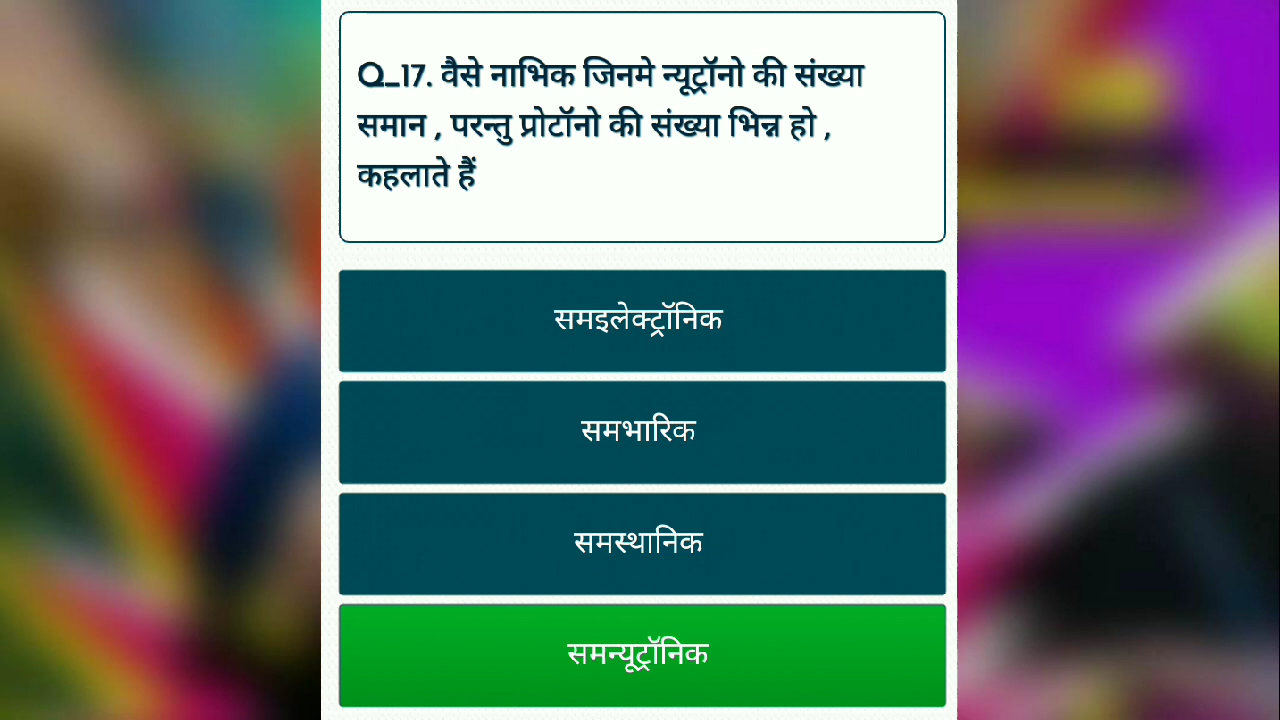 Q_17. वैसे नाभिक जिनमे न्यूट्रॉनो की संख्या
समान , परन्तु प्रोटॉनो की संख्या भिन्न हो ,
कहलाते हैं
समइलेक्ट्रॉनिक
समभारिक
समस्थानिक
समन्यूट्रॉनिक